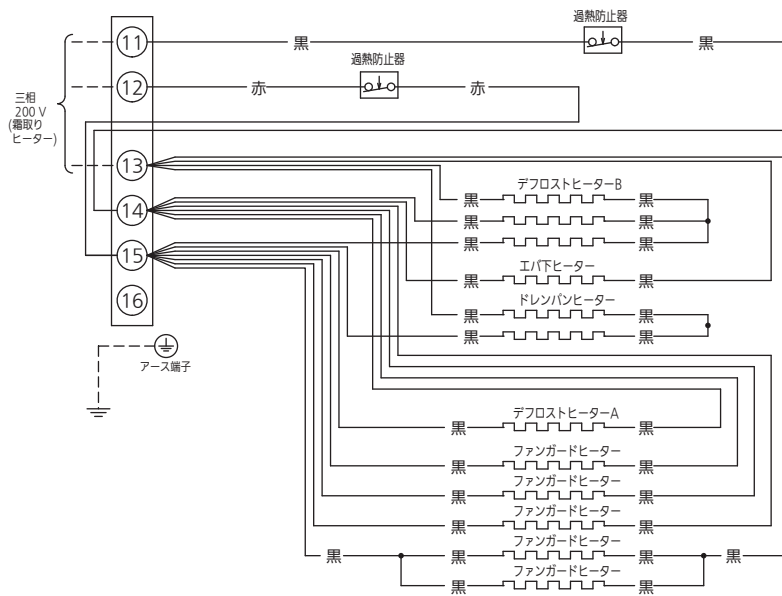 過熱防止器
11
黒
黒
過熱防止器
12
赤
赤
三相
200 V
(霜取り
ヒーター)
13
デフロストヒーターB
黒
黒
14
黒
黒
15
黒
黒
エバ下ヒーター
黒
黒
16
ドレンパンヒーター
黒
黒
黒
黒
アース端子
デフロストヒーターA
黒
黒
ファンガードヒーター
黒
黒
ファンガードヒーター
黒
黒
ファンガードヒーター
黒
黒
ファンガードヒーター
黒
黒
黒
黒
ファンガードヒーター
黒
黒